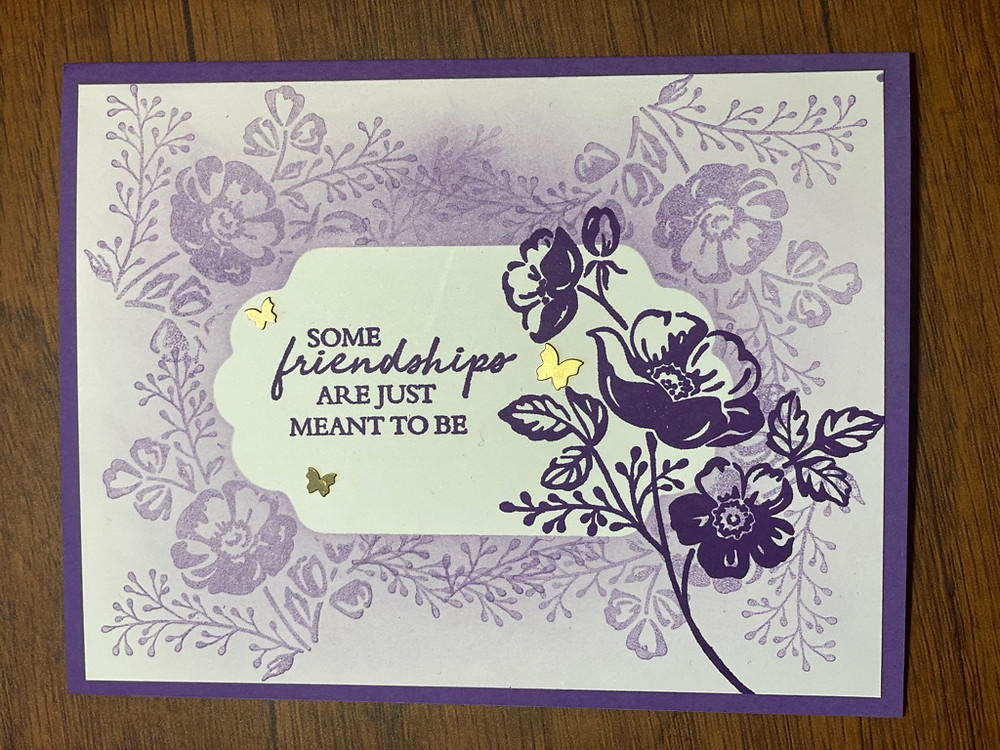 SOME
friendships
ARE JUST
MEANT TO BE